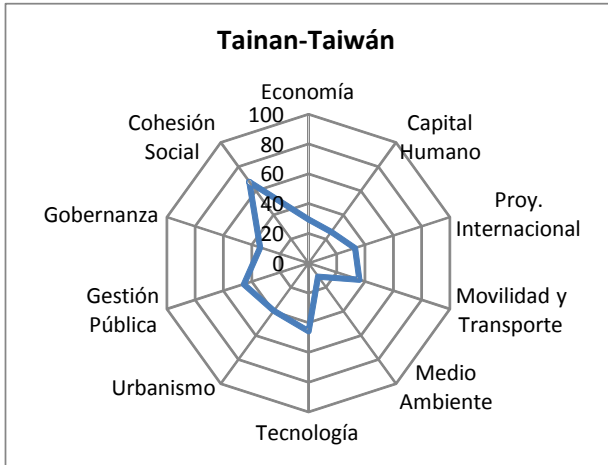 Tainan-Taiwán
Economía
Capital
Humano
Proy.
Internacional
Movilidad y
Transporte
Medio
Ambiente
Tecnología
Urbanismo
Gestión
Pública
Gobernanza
Cohesión
Social
100
80
60
40
20
0